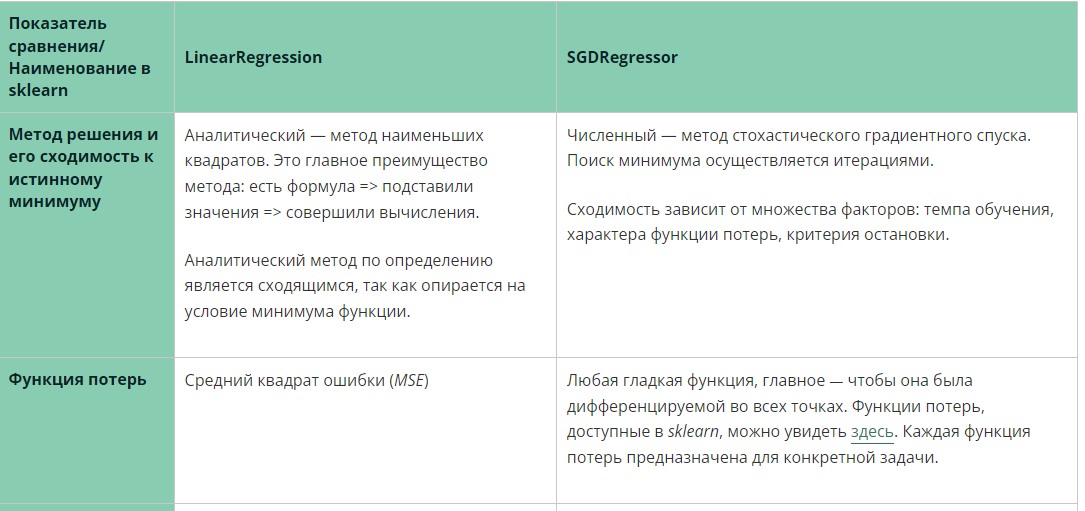 Показатель
сравнения/
Наименование в
sklearn
LinearRegression
SGDRegressor
Метод решения и
его сходимость к
истинному
минимуму
Аналитический — метод наименьших
квадратов. Это главное преимущество
метода: есть формула => подставили
значения => совершили вычисления.
Аналитический метод по определению
является сходящимся, так как опирается на
условие минимума функции.
Численный — метод стохастического градиентного спуска.
Поиск минимума осуществляется итерациями.
Сходимость зависит от множества факторов: темпа обучения,
характера функции потерь, критерия остановки.
Функция потерь
Средний квадрат ошибки (MSE)
Любая гладкая функция, главное — чтобы она была
дифференцируемой во всех точках. Функции потерь,
доступные в sklearn, можно увидеть здесь. Каждая функция
потерь предназначена для конкретной задачи.